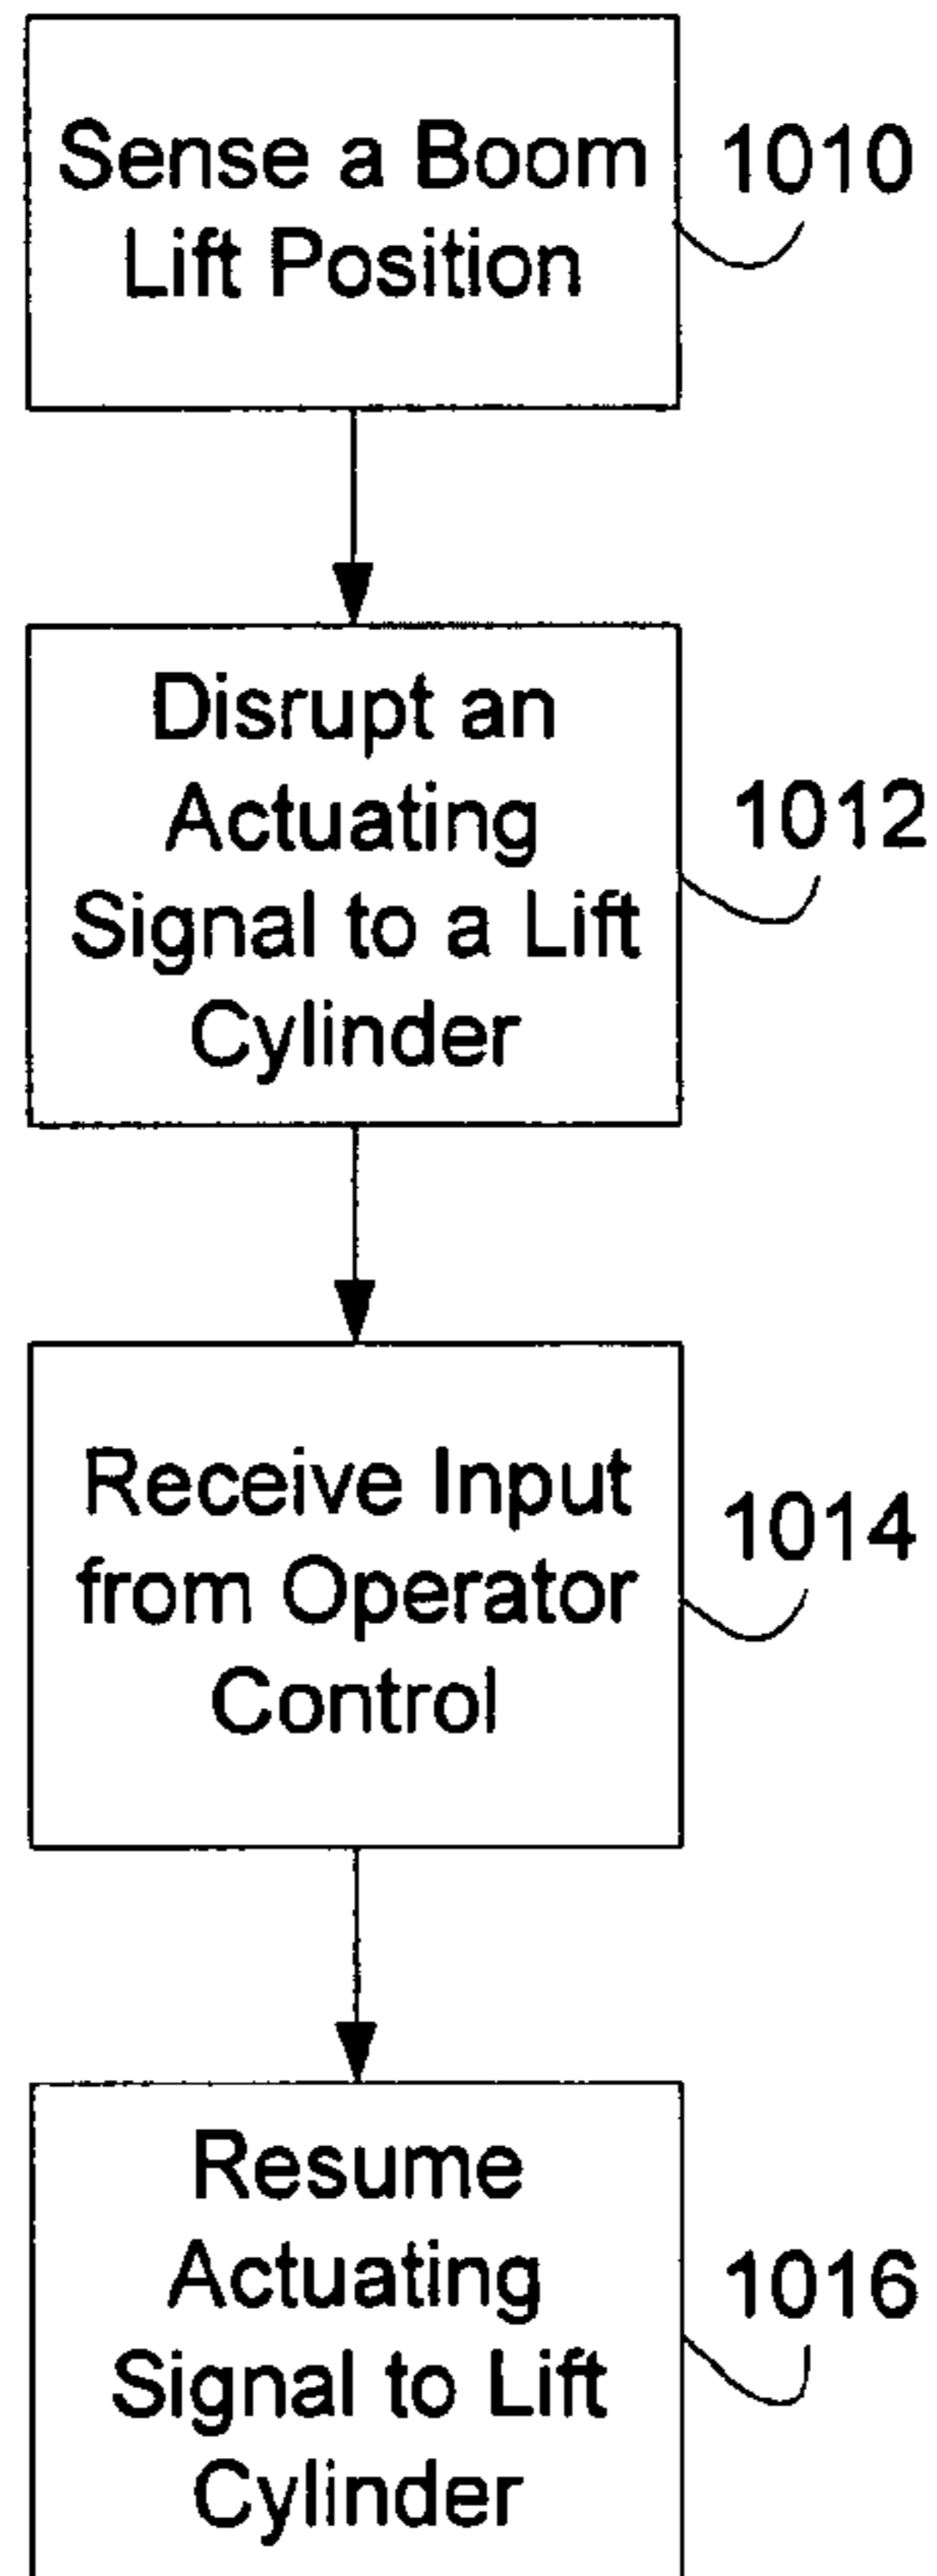 Sense a Boom
Lift Position
1010
Disrupt an
Actuating
Signal to a Lift
Cylinder
1012
Receive Input
from Operator
Control
1014
Resume
Actuating
Signal to Lift
Cylinder
1016